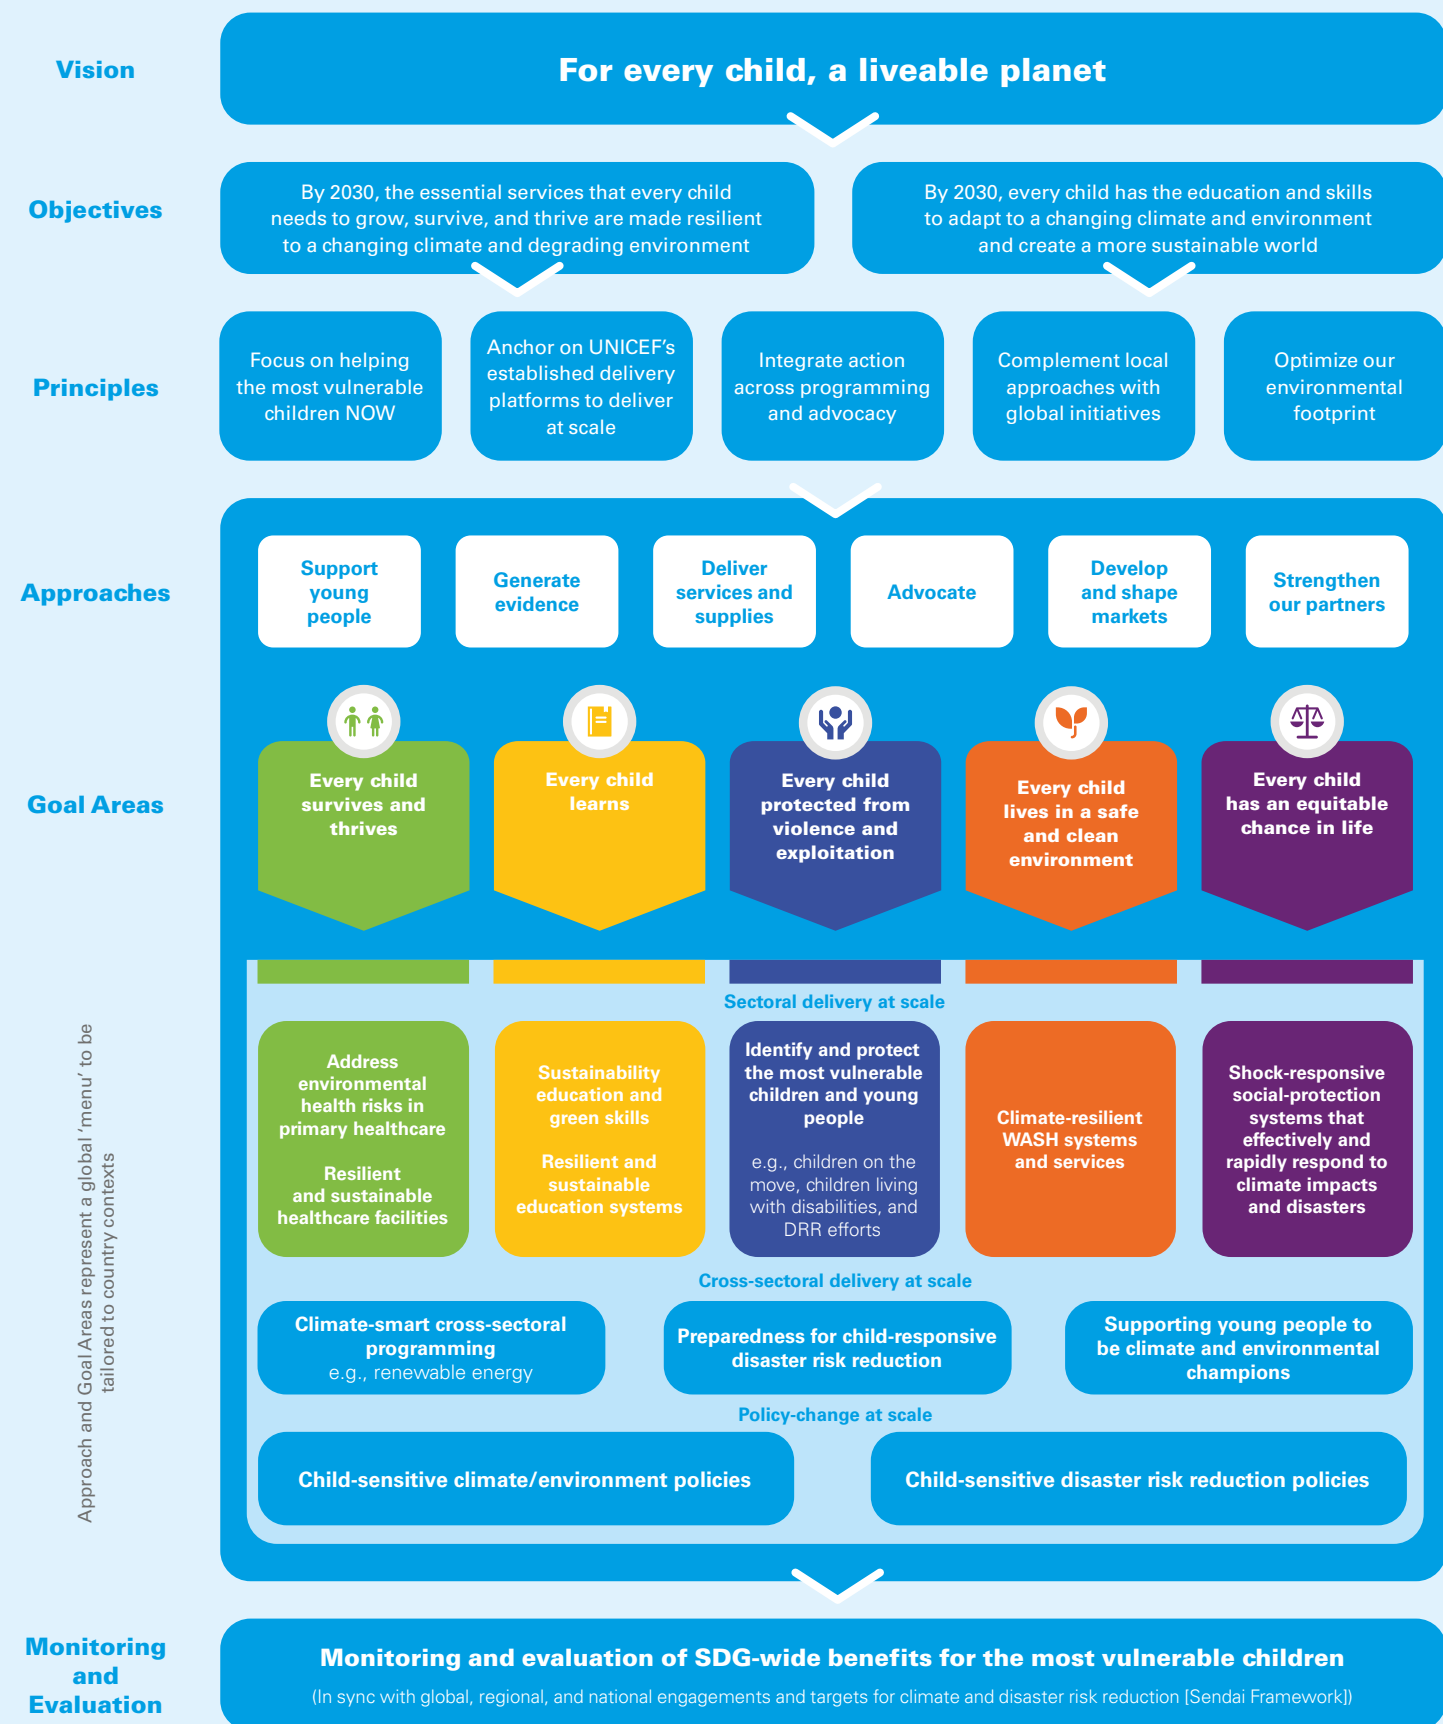 Vision
For every child, a liveable planet
Objectives
By 2030, the essential services that every child
needs to grow, survive, and thrive are made resilient
to a changing climate and degrading environment
By 2030, every child has the education and skills
to adapt to a changing climate and environment
and create a more sustainable world
Principles
Focus on helping
the most vulnerable
children NOW
Anchor on UNICEF's
established delivery
platforms to deliver
at scale
Integrate action
across programming
and advocacy
Complement local
approaches with
global initiatives
Optimize our
environmental
footprint
Approaches
Support
young
people
Generate
evidence
Deliver
services and
supplies
Advocate
Develop
and shape
markets
Strengthen
our partners
Goal Areas
Every child
survives and
thrives
Every child
learns
Every child
protected from
violence and
exploitation
Every child
lives in a safe
and clean
environment
Every child
has an equitable
chance in life
Approach and Goal Areas represent a global 'menu' to be
tailored to country contexts
Sectoral delivery at scale
Address
environmental
health risks in
primary healthcare
Resilient
and sustainable
healthcare facilities
Sustainability
education and
green skills
Resilient and
sustainable
education systems
Identify and protect
the most vulnerable
children and young
people
e.g., children on the
move, children living
with disabilities, and
DRR efforts
Climate-resilient
WASH systems
and services
Shock-responsive
social-protection
systems that
effectively and
rapidly respond to
climate impacts
and disasters
Cross-sectoral delivery at scale
Climate-smart cross-sectoral
programming
e.g., renewable energy
Preparedness for child-responsive
disaster risk reduction
Supporting young people to
be climate and environmental
champions
Policy-change at scale
Child-sensitive climate/environment policies
Child-sensitive disaster risk reduction policies
Monitoring
and
Evaluation
Monitoring and evaluation of SDG-wide benefits for the most vulnerable children
(In sync with global, regional, and national engagements and targets for climate and disaster risk reduction [Sendai Framework])